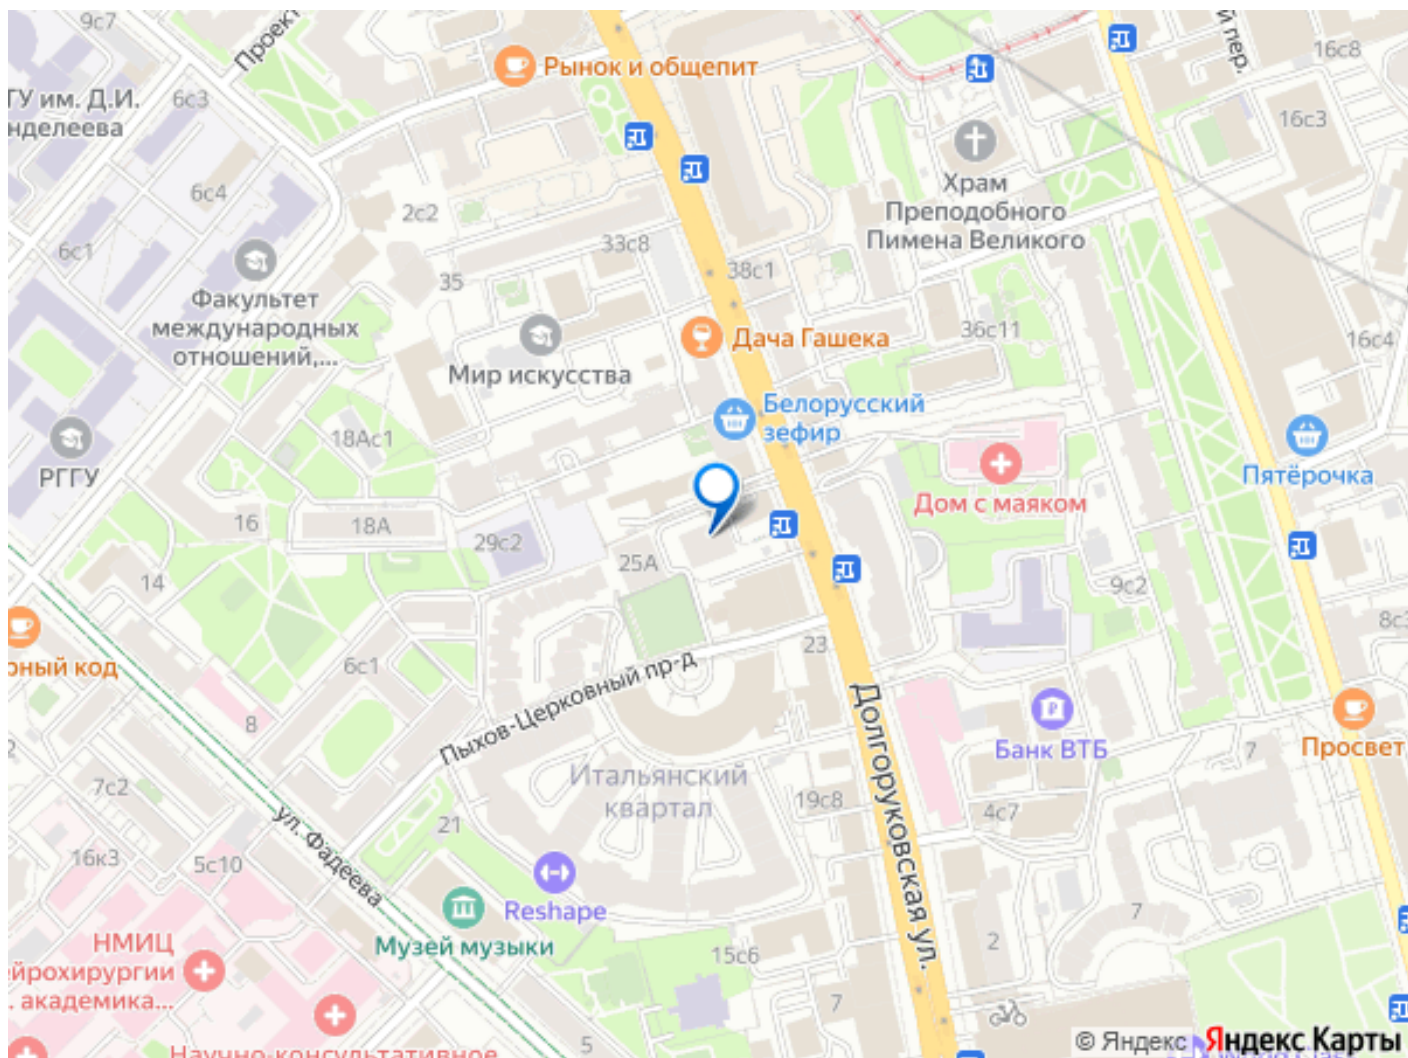 9с7
Проект
ГУ им. Д.И.
нделеева
6с3
Рынок и общепит
й пер.
16с8
16с3
6с4
2с2
Храм
Преподобного
Пимена Великого
6с1
33с8
38с1
35
Факультет
международных
отношений,...
Дача Гашека
36с11
16с4
Мир искусства
Белорусский
зефир
18Ас1
РГГУ
Пятёрочка
Дом с маяком
16
18А
29с2
25А
14
9с2
8с3
рный код
6с1
23
Пыхов-Церковный пр-д
8
Долгоруковская ул.
Банк ВТБ
Просвет
7
Итальянский
квартал
7с2
19с8
4с7
21
ул. Фадеева
16к3
5с10
Reshape
7
Музей музыки
НМИЦ
ейрохирургии
. академика...
15с6
2
7
5
Научно-консультативное
© Яндекс Яндекс Карты